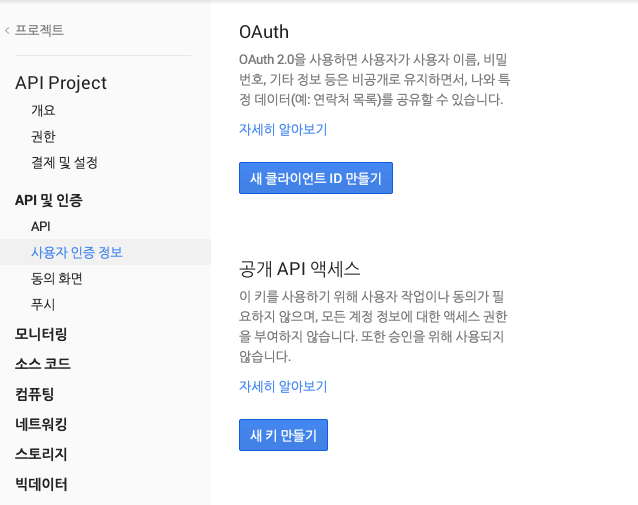 프로젝트
API Project
개요
권한
결제 및 설정
API 및 인증
API
사용자 인증 정보
동의 화면
푸시
모니터링
소스 코드
컴퓨팅
네트워킹
스토리지
빅데이터
OAuth
OAuth 2.0을 사용하면 사용자가 사용자 이름, 비밀
번호, 기타 정보 등은 비공개로 유지하면서, 나와 특
정 데이터(예: 연락처 목록)를 공유할 수 있습니다.
자세히 알아보기
새 클라이언트 ID 만들기
공개 API 액세스
이 키를 사용하기 위해 사용자 작업이나 동의가 필
요하지 않으며, 모든 계정 정보에 대한 액세스 권한
을 부여하지 않습니다. 또한 승인을 위해 사용되지
않습니다.
자세히 알아보기
새 키 만들기